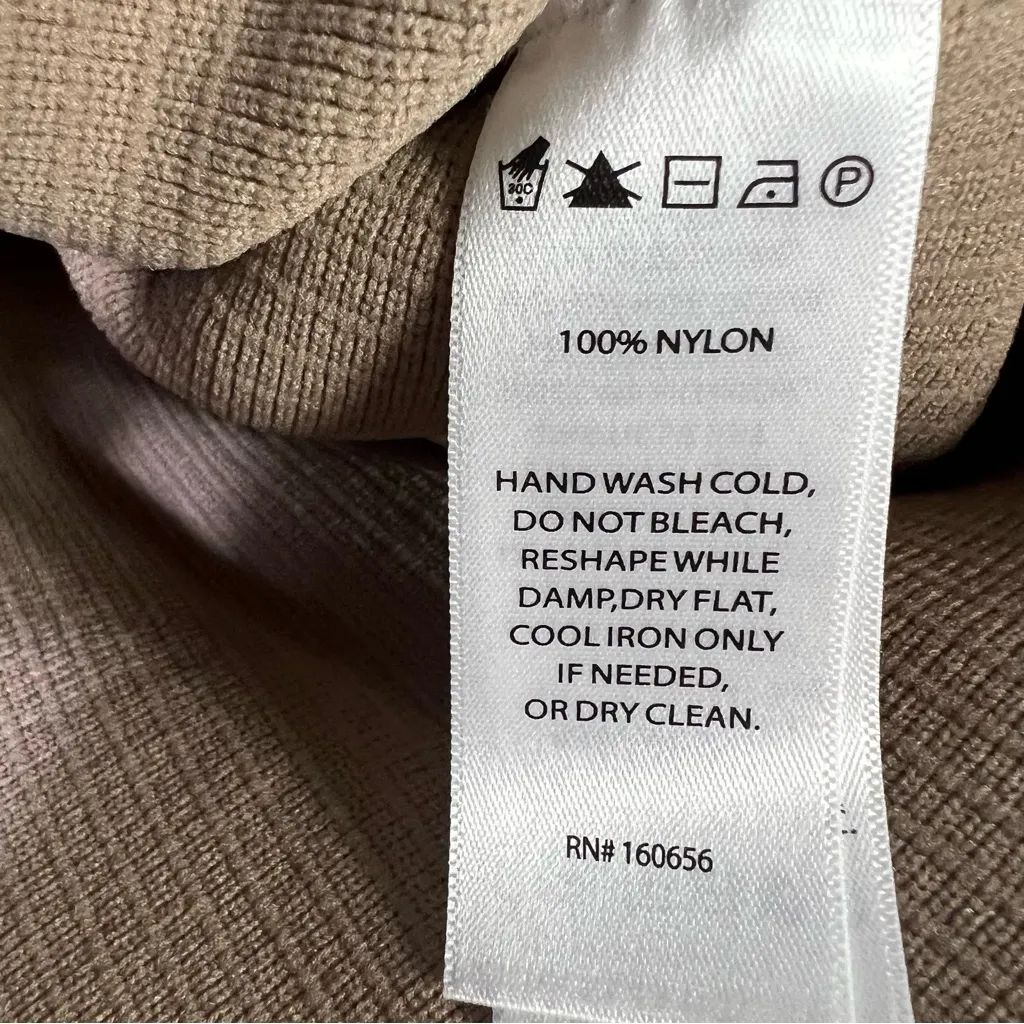 30C
P
100% NYLON
HAND WASH COLD,
DO NOT BLEACH,
RESHAPE WHILE
DAMP,DRY FLAT,
COOL IRON ONLY
IF NEEDED,
OR DRY CLEAN.
RN# 160656